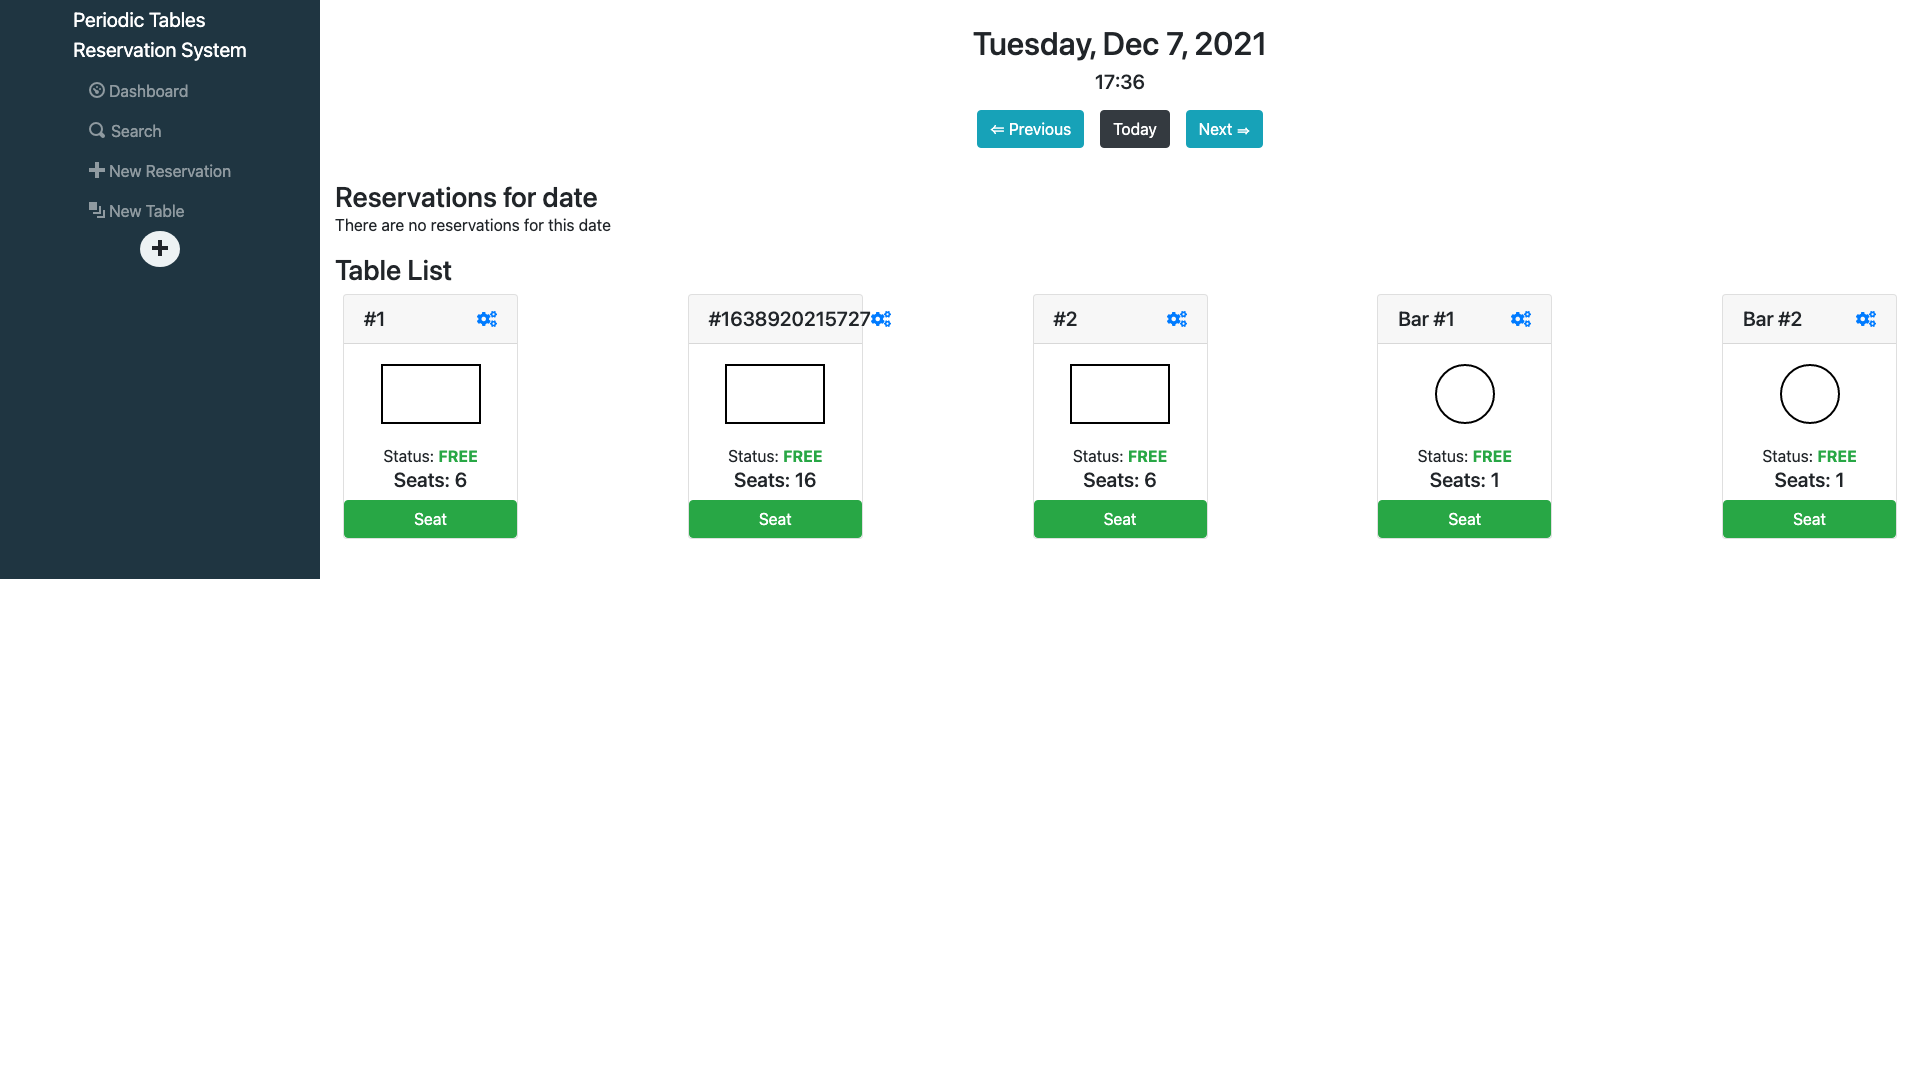 Periodic Tables
Reservation System
Dashboard
Search
New Reservation
New Table
Tuesday, Dec 7, 2021
17:36
⇐ Previous
Today
Next ⇒
Reservations for date
There are no reservations for this date
Table List
#1
Status: FREE
Seats: 6
Seat
#1638920215727
Status: FREE
Seats: 16
Seat
#2
Status: FREE
Seats: 6
Seat
Bar #1
Status: FREE
Seats: 1
Seat
Bar #2
Status: FREE
Seats: 1
Seat